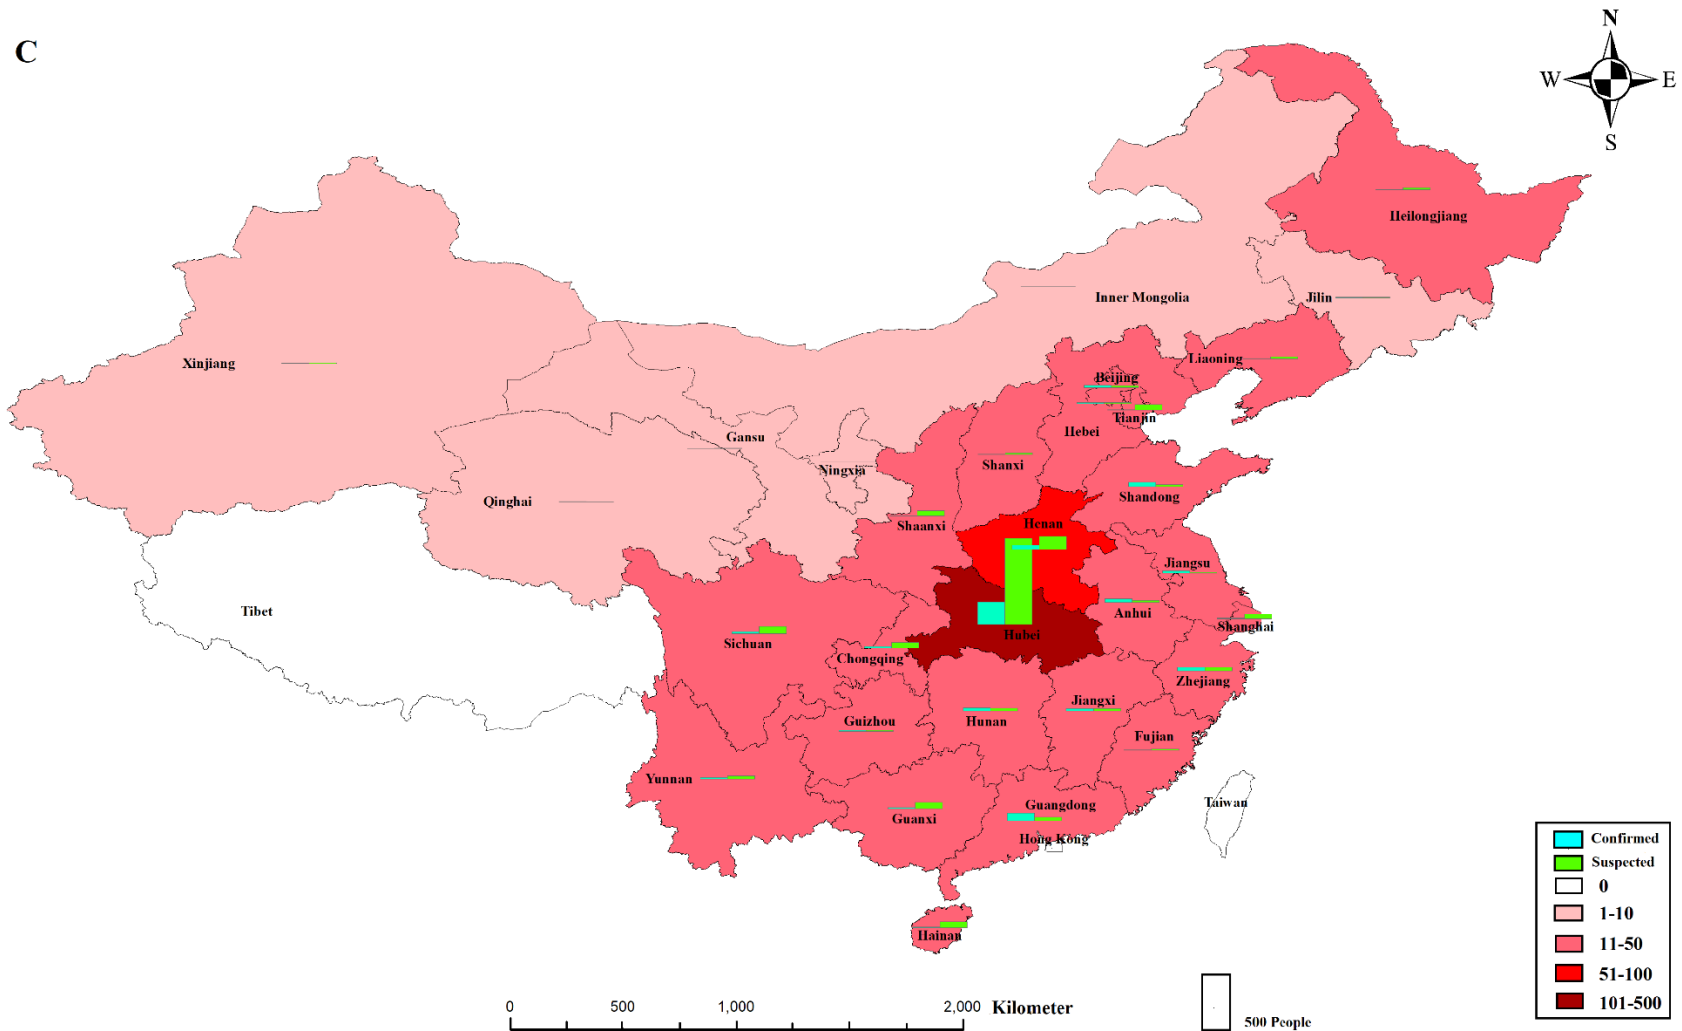 C
N
W E
S
Heilongjiang
Inner Mongolia
Jilin
Xinjiang
Liaoning
Beijing
Tianjin
Hebei
Gansu
Ningxia
Shanxi
Qinghai
Shandong
Shaanxi
Henan
Jiangsu
Tibet
Anhui
Shanghai
Hubei
Sichuan
Chongqing
Zhejiang
Jiangxi
Guizhou
Hunan
Fujian
Yunnan
Guangdong
Taiwan
Guanxi
Hong Kong
Hainan
Confirmed
Suspected
0
1-10
11-50
51-100
101-500
0 500 1,000 2,000 Kilometer
500 People